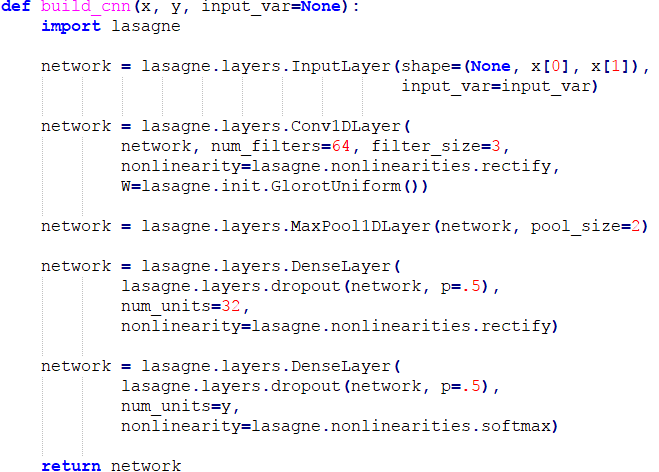 def build_cnn(x, y, input_var=None):
    import lasagne

    network = lasagne.layers.InputLayer(shape=(None, x[0], x[1]),
                                        input_var=input_var)

    network = lasagne.layers.Conv1DLayer(
            network, num_filters=64, filter_size=3,
            nonlinearity=lasagne.nonlinearities.rectify,
            W=lasagne.init.GlorotUniform())

    network = lasagne.layers.MaxPool1DLayer(network, pool_size=2)

    network = lasagne.layers.DenseLayer(
            lasagne.layers.dropout(network, p=.5),
            num_units=32,
            nonlinearity=lasagne.nonlinearities.rectify)

    network = lasagne.layers.DenseLayer(
            lasagne.layers.dropout(network, p=.5),
            num_units=y,
            nonlinearity=lasagne.nonlinearities.softmax)

    return network